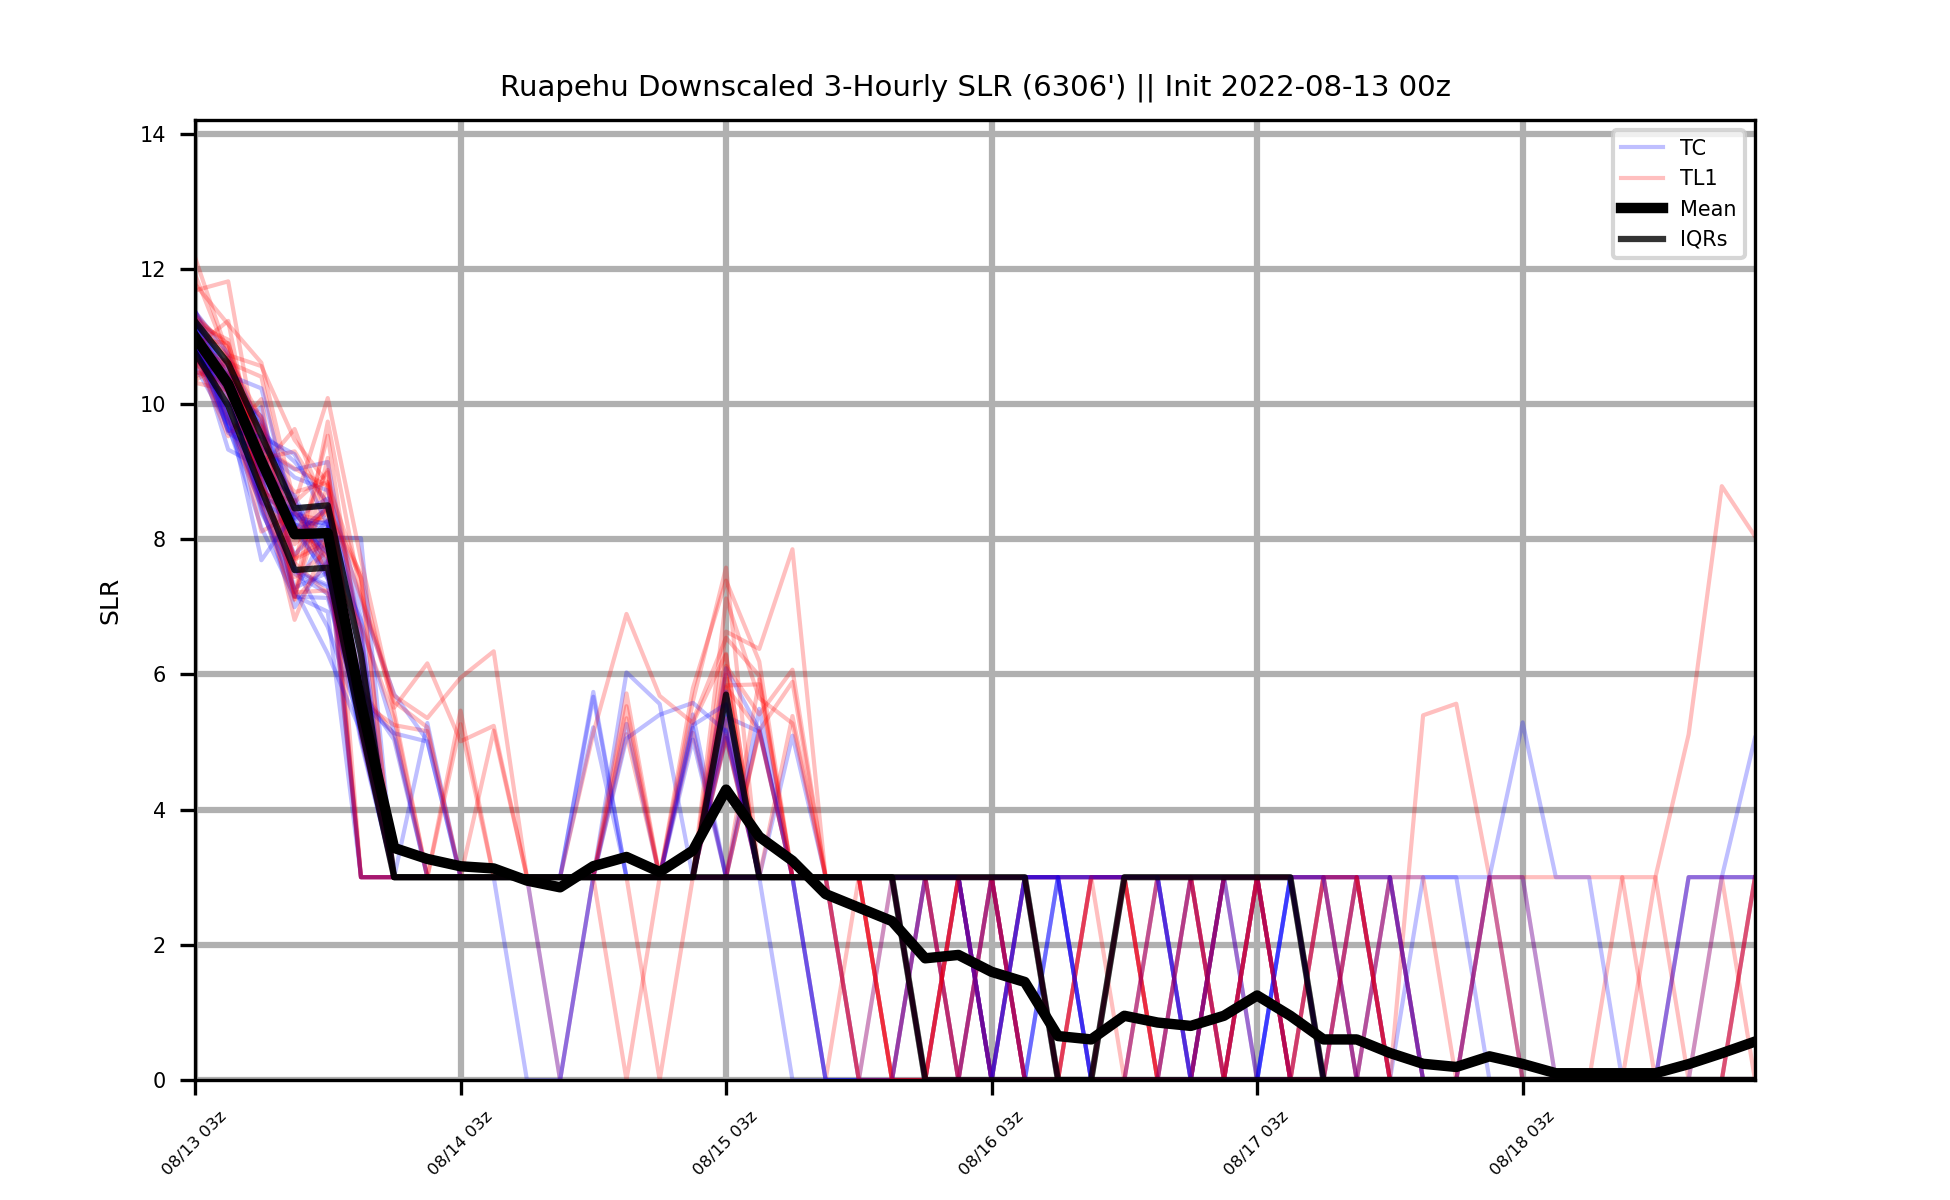 Ruapehu Downscaled 3-Hourly SLR (6306') || Init 2022-08-13 00z
14
12
10
8
6
4
2
0
SLR
TC
TL1
Mean
IQRs
08/13 03z
08/14 03z
08/15 03z
08/16 03z
08/17 03z
08/18 03z